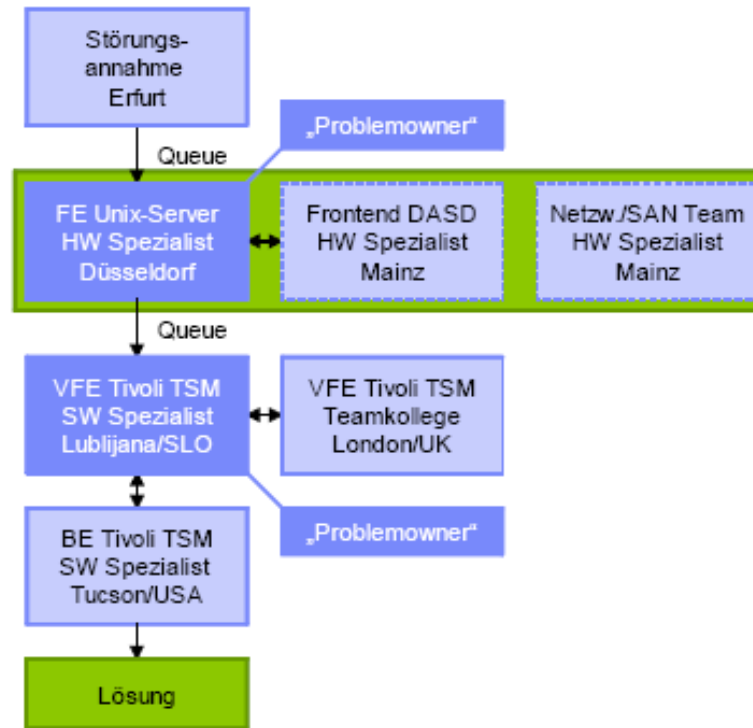 Störungs-
annahme
Erfurt
„Problemowner“
Queue
FE Unix-Server
HW Spezialist
Düsseldorf
Frontend DASD
HW Spezialist
Mainz
Netzw./SAN Team
HW Spezialist
Mainz
Queue
VFE Tivoli TSM
SW Spezialist
Lublijana/SLO
VFE Tivoli TSM
Teamkollege
London/UK
„Problemowner“
BE Tivoli TSM
SW Spezialist
Tucson/USA
Lösung